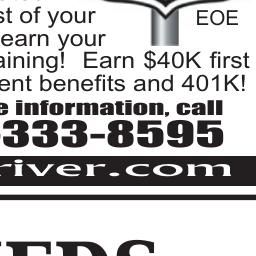 st of your EOE
earn your
aining! Earn $40K first
ent benefits and 401K!
e information, call
-333-8595
river.com